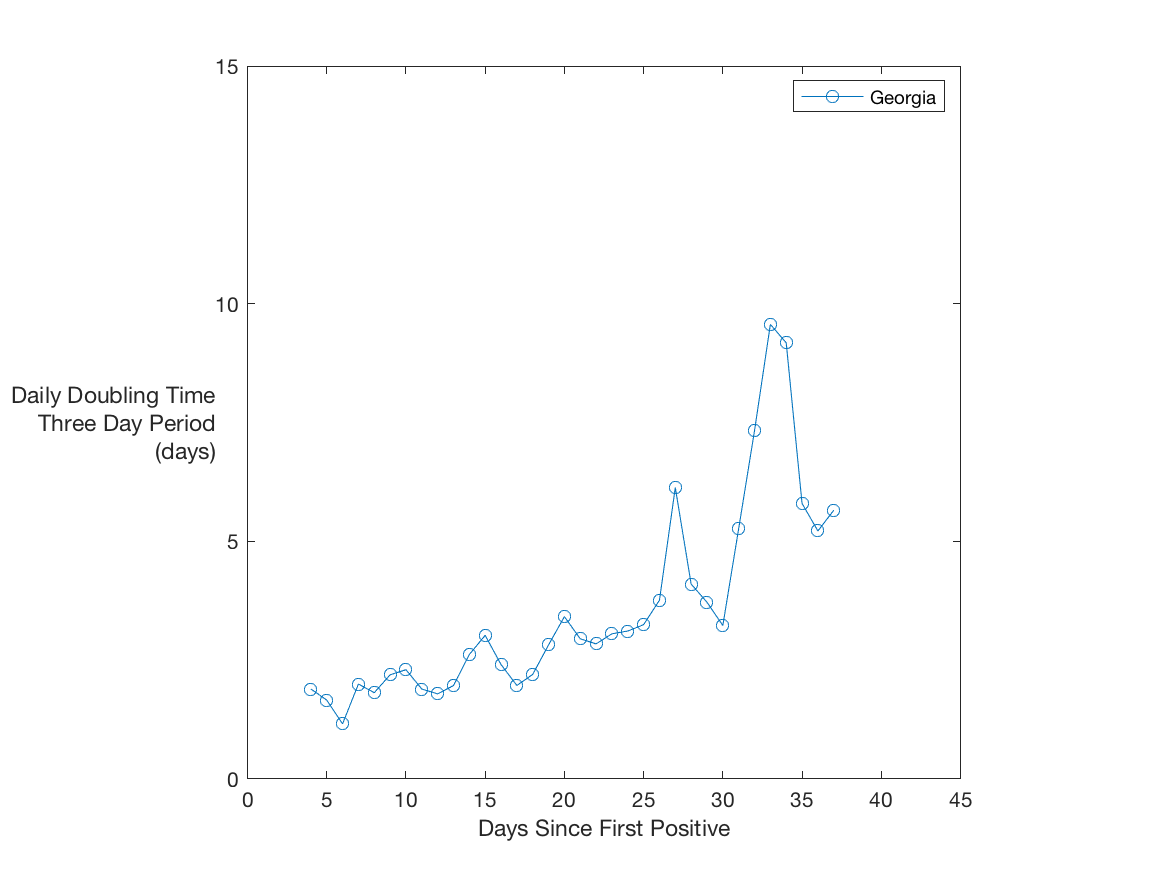 15
Georgia
10
Daily Doubling Time
Three Day Period
(days)
5
0
0 5 10 15 20 25 30 35 40 45
Days Since First Positive